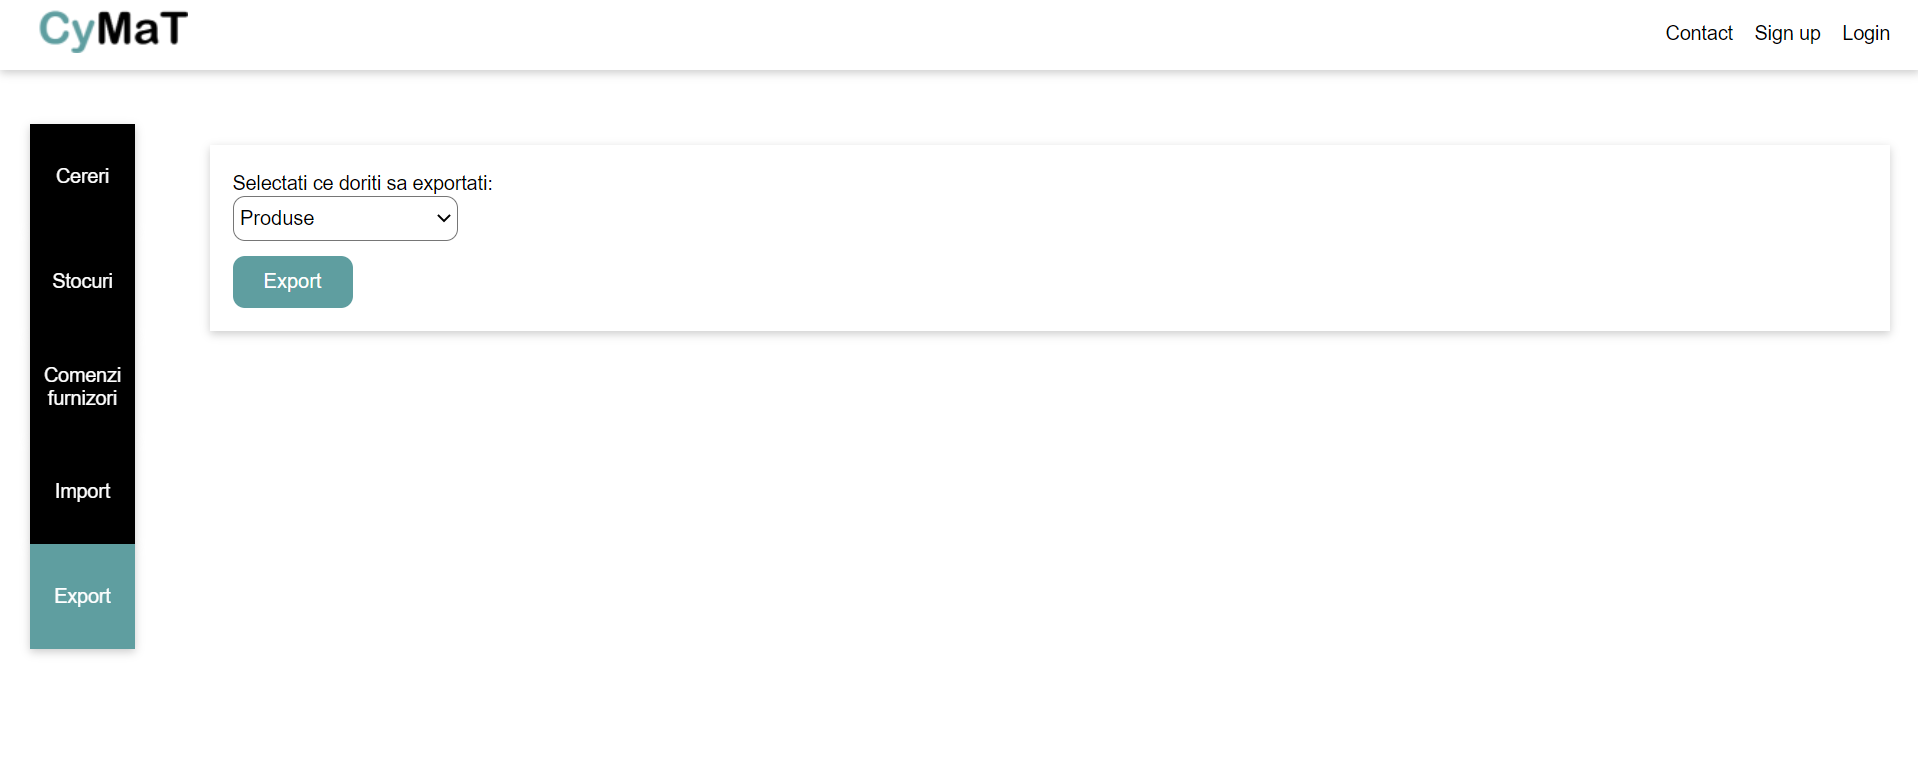 CyMaT
Contact Sign up Login
Cereri
Stocuri
Comenzi
furnizori
Import
Export
Selectati ce doriti sa exportati:
Produse
Export